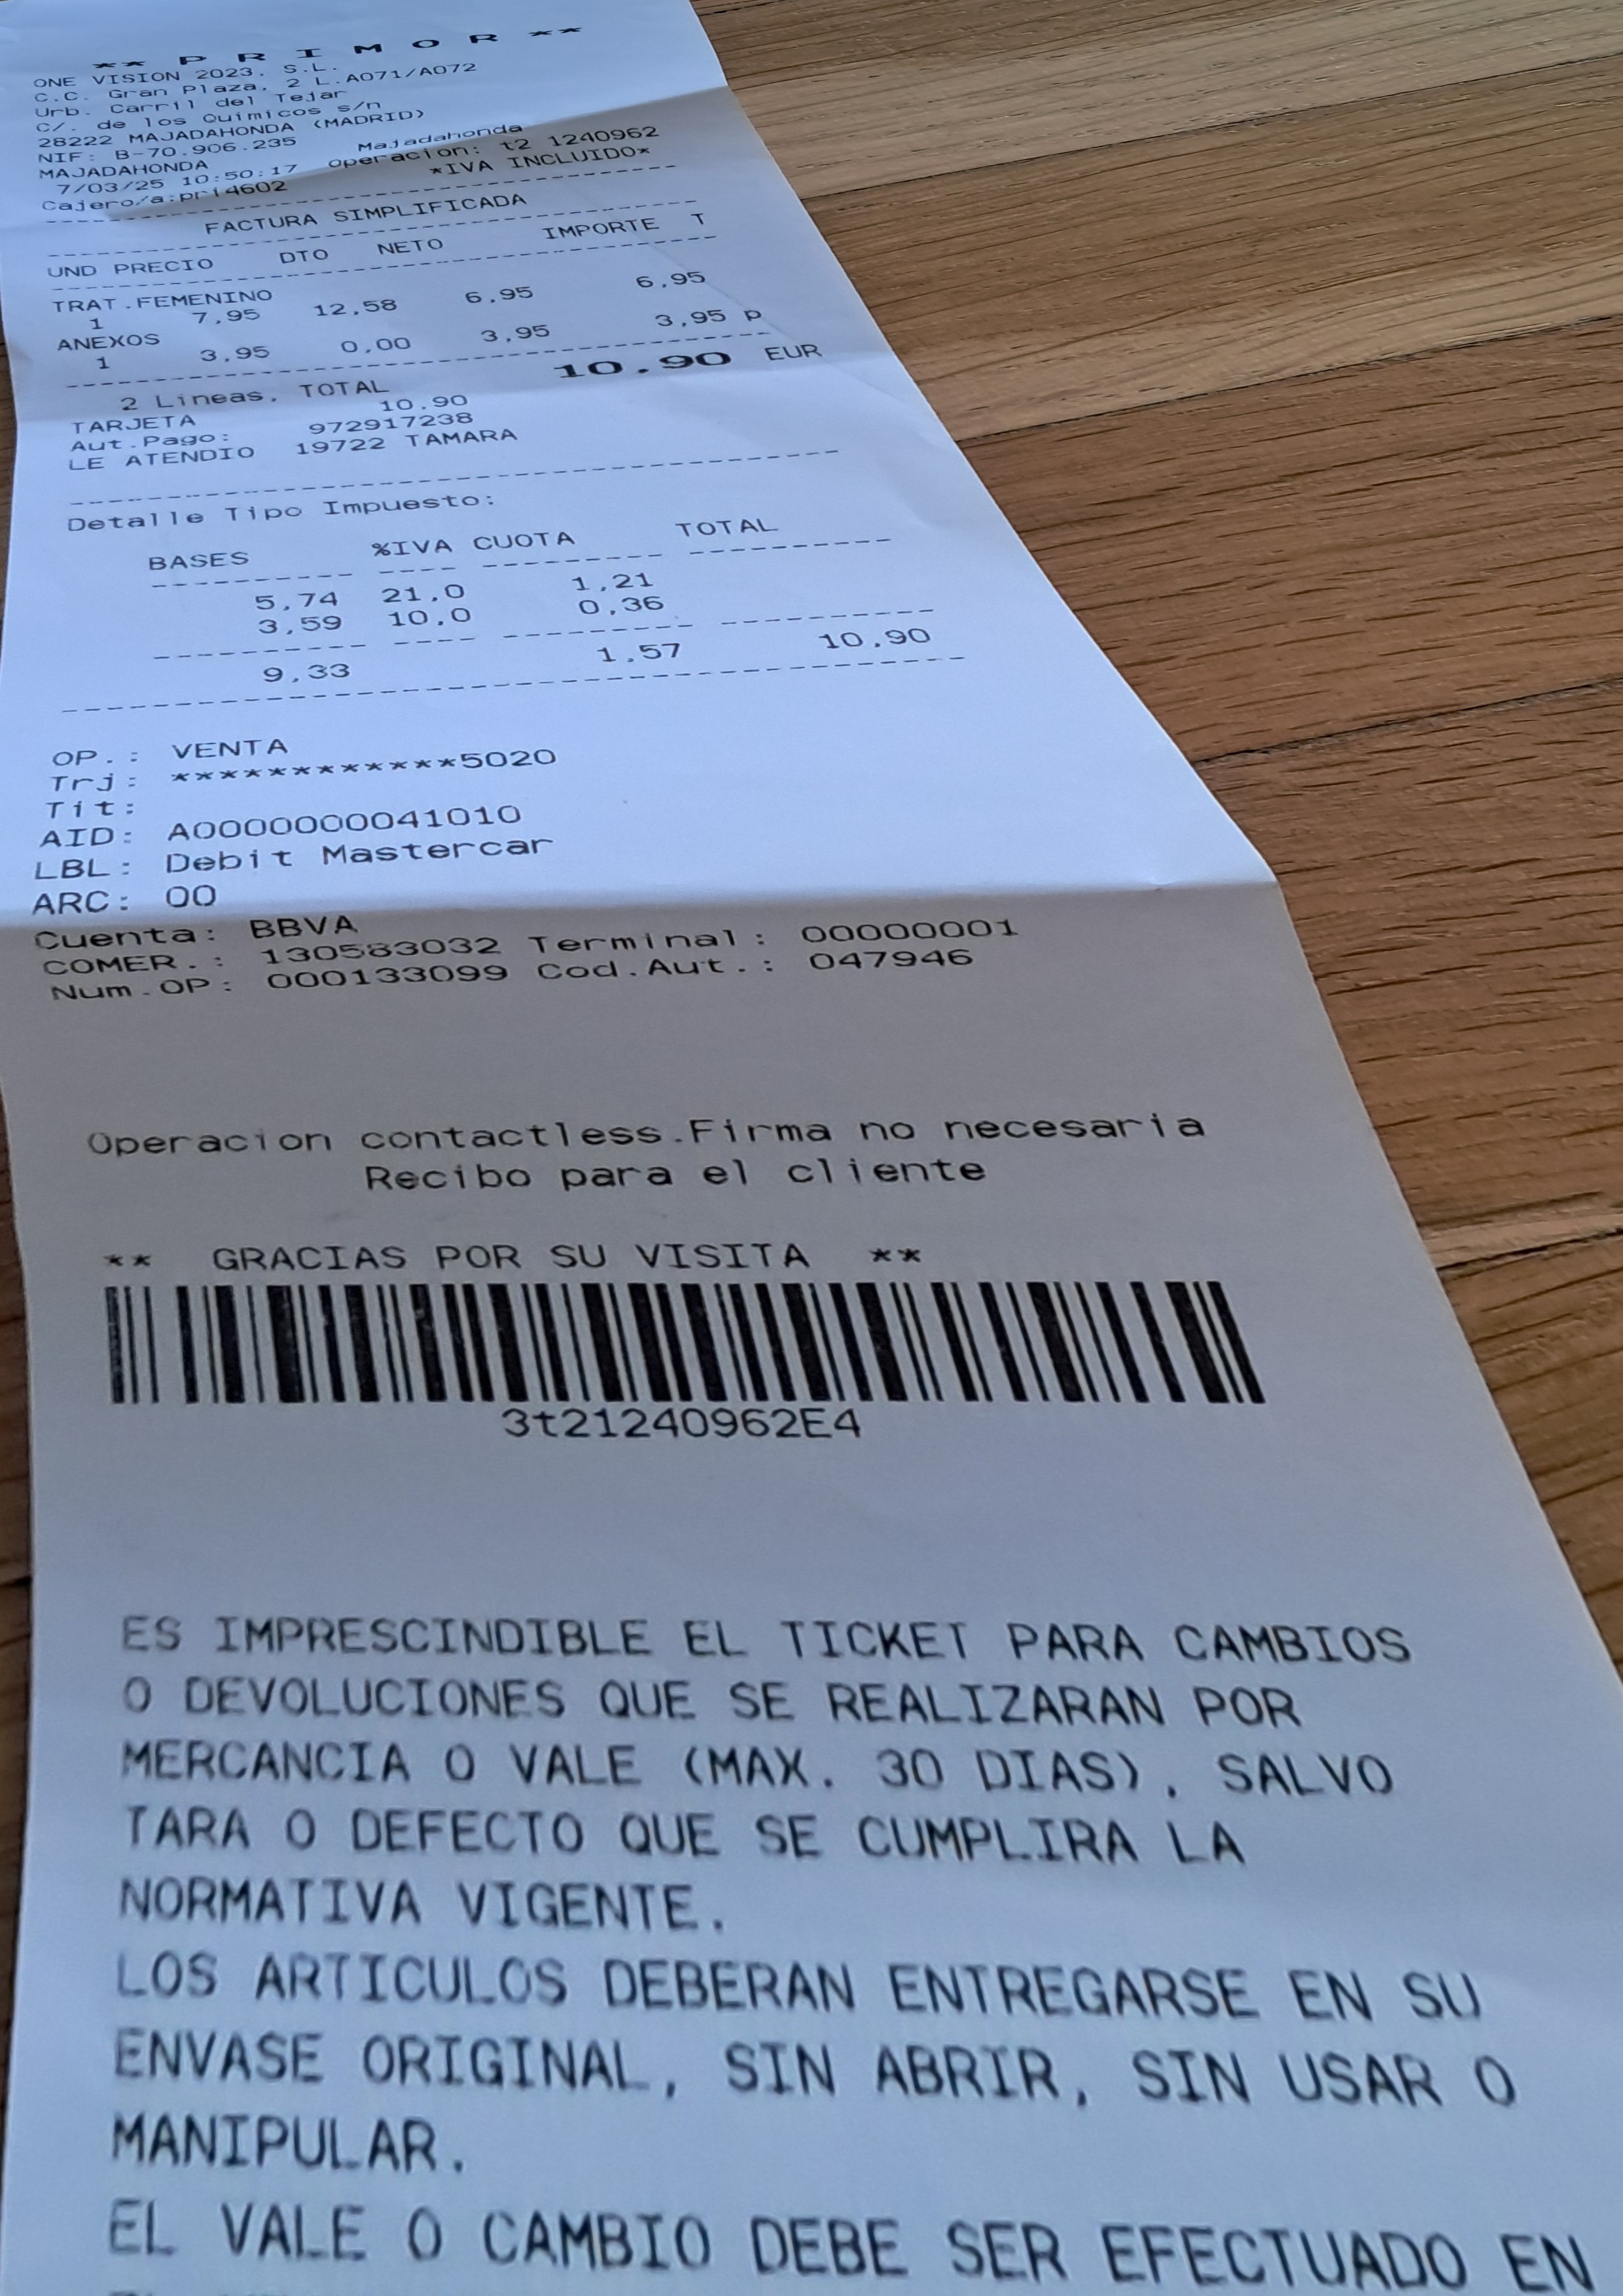 ** P R I M O R **
ONE VISION 2023, S.L.
C.C. Gran Plaza, 2 L.A071/A072
Urb. Carril del Tejar
C/. de los Quimicos s/n
28222 MAJADAHONDA (MADRID)
NIF: B-70.906.235 Majadahonda
MAJADAHONDA Operacion: t2 1240962
7/03/25 10:50:17 *IVA INCLUIDO*
Cajero/a:pri4602
--------------------------------
FACTURA SIMPLIFICADA
--------------------------------
UND PRECIO DTO NETO IMPORTE T
--------------------------------
TRAT.FEMENINO
1 7,95 12,58 6,95 6,95
ANEXOS
1 3,95 0,00 3,95 3,95 p
--------------------------------
2 Lineas. TOTAL 10.90 EUR
TARJETA 10.90
Aut.Pago: 972917238
LE ATENDIO 19722 TAMARA
--------------------------------
Detalle Tipo Impuesto:
BASES %IVA CUOTA TOTAL
---------- ---- --------- ----------
5,74 21,0 1,21
3,59 10,0 0,36
---------- ---- --------- ----------
9,33 1,57 10,90
--------------------------------
OP.: VENTA
Trj: ************5020
Tit:
AID: A0000000041010
LBL: Debit Mastercar
ARC: 00
Cuenta: BBVA
COMER.: 130583032 Terminal: 00000001
Num.OP: 000133099 Cod.Aut.: 047946
Operacion contactless.Firma no necesaria
Recibo para el cliente
** GRACIAS POR SU VISITA **
3t21240962E4
ES IMPRESCINDIBLE EL TICKET PARA CAMBIOS
O DEVOLUCIONES QUE SE REALIZARAN POR
MERCANCIA O VALE (MAX. 30 DIAS), SALVO
TARA O DEFECTO QUE SE CUMPLIRA LA
NORMATIVA VIGENTE.
LOS ARTICULOS DEBERAN ENTREGARSE EN SU
ENVASE ORIGINAL, SIN ABRIR, SIN USAR O
MANIPULAR.
EL VALE O CAMBIO DEBE SER EFECTUADO EN